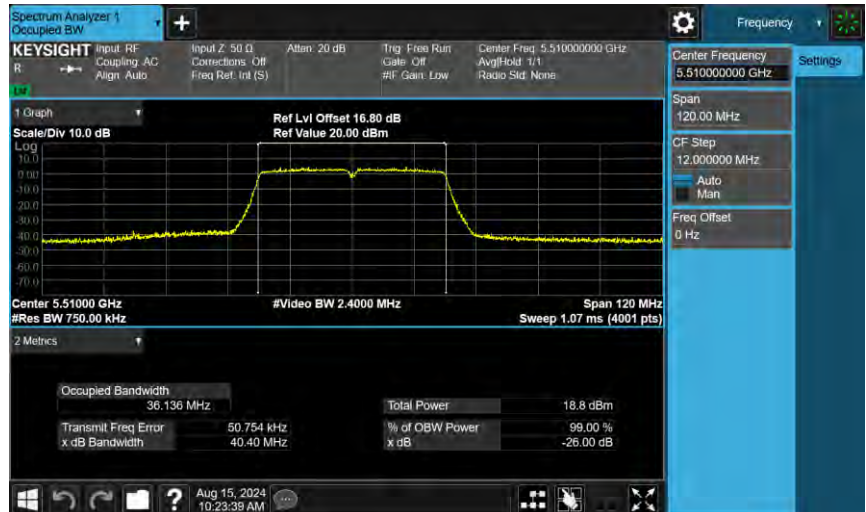 Spectrum Analyzer 1
Occupied BW
Frequency
KEYSIGHT Input: RF Input Z: 50 Ω Atten: 20 dB Trig: Free Run Center Freq: 5.510000000 GHz
R Coupling: AC Corrections: Off Gate: Off Avg|Hold: 1/1
Align: Auto Freq Ref: Int (S) #IF Gain: Low Radio Std: None
Center Frequency
5.510000000 GHz
Settings
Span
120.00 MHz
CF Step
12.000000 MHz
Auto
Man
Freq Offset
0 Hz
1 Graph
Scale/Div 10.0 dB
Ref Lvl Offset 16.80 dB
Ref Value 20.00 dBm
Log
10.0
0.00
-10.0
-20.0
-30.0
-40.0
-50.0
-60.0
-70.0
Center 5.51000 GHz #Video BW 2.4000 MHz Span 120 MHz
#Res BW 750.00 kHz Sweep 1.07 ms (4001 pts)
2 Metrics
Occupied Bandwidth
36.136 MHz
Total Power 18.8 dBm
Transmit Freq Error 50.754 kHz % of OBW Power 99.00 %
x dB Bandwidth 40.40 MHz x dB -26.00 dB
Aug 15, 2024
10:23:39 AM